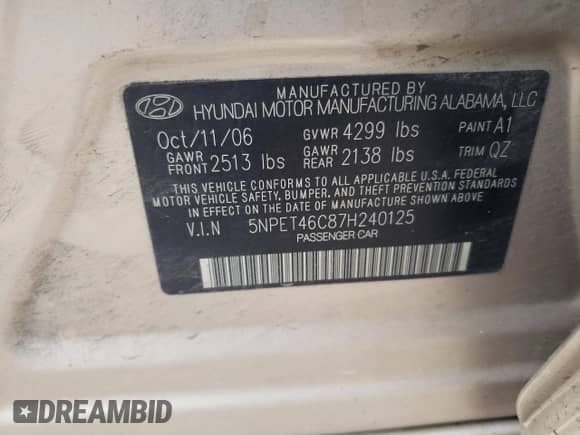 MANUFACTURED BY
HYUNDAI MOTOR MANUFACTURING ALABAMA, LLC
Oct/11/06 GVWR 4299 lbs PAINT A1
GAWR FRONT 2513 lbs GAWR REAR 2138 lbs TRIM QZ
THIS VEHICLE CONFORMS TO ALL APPLICABLE U.S.A FEDERAL
MOTOR VEHICLE SAFETY, BUMPER, AND THEFT PREVENTION STANDARDS
IN EFFECT ON THE DATE OF MANUFACTURE SHOWN ABOVE.
V.I.N 5NPET46C87H240125
PASSENGER CAR
DREAMBID